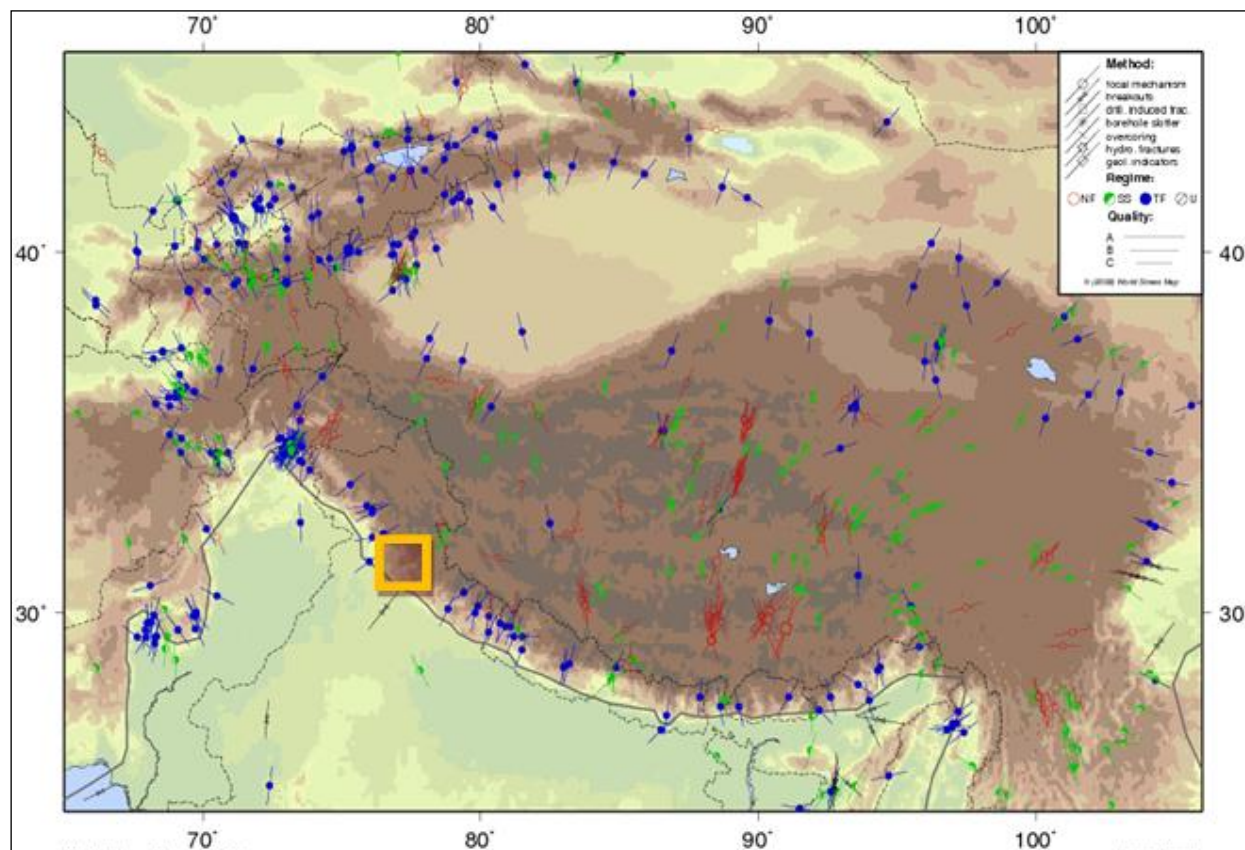 70° 80° 90° 100°
Method:
focal mechanism
breakouts
drill. induced frac.
borehole slotter
overcoring
hydro. fractures
geol. indicators
Regime:
NF SS TF U
Quality:
A
B
C
© (2008) World Stress Map
40° 40°
30° 30°
70° 80° 90° 100°